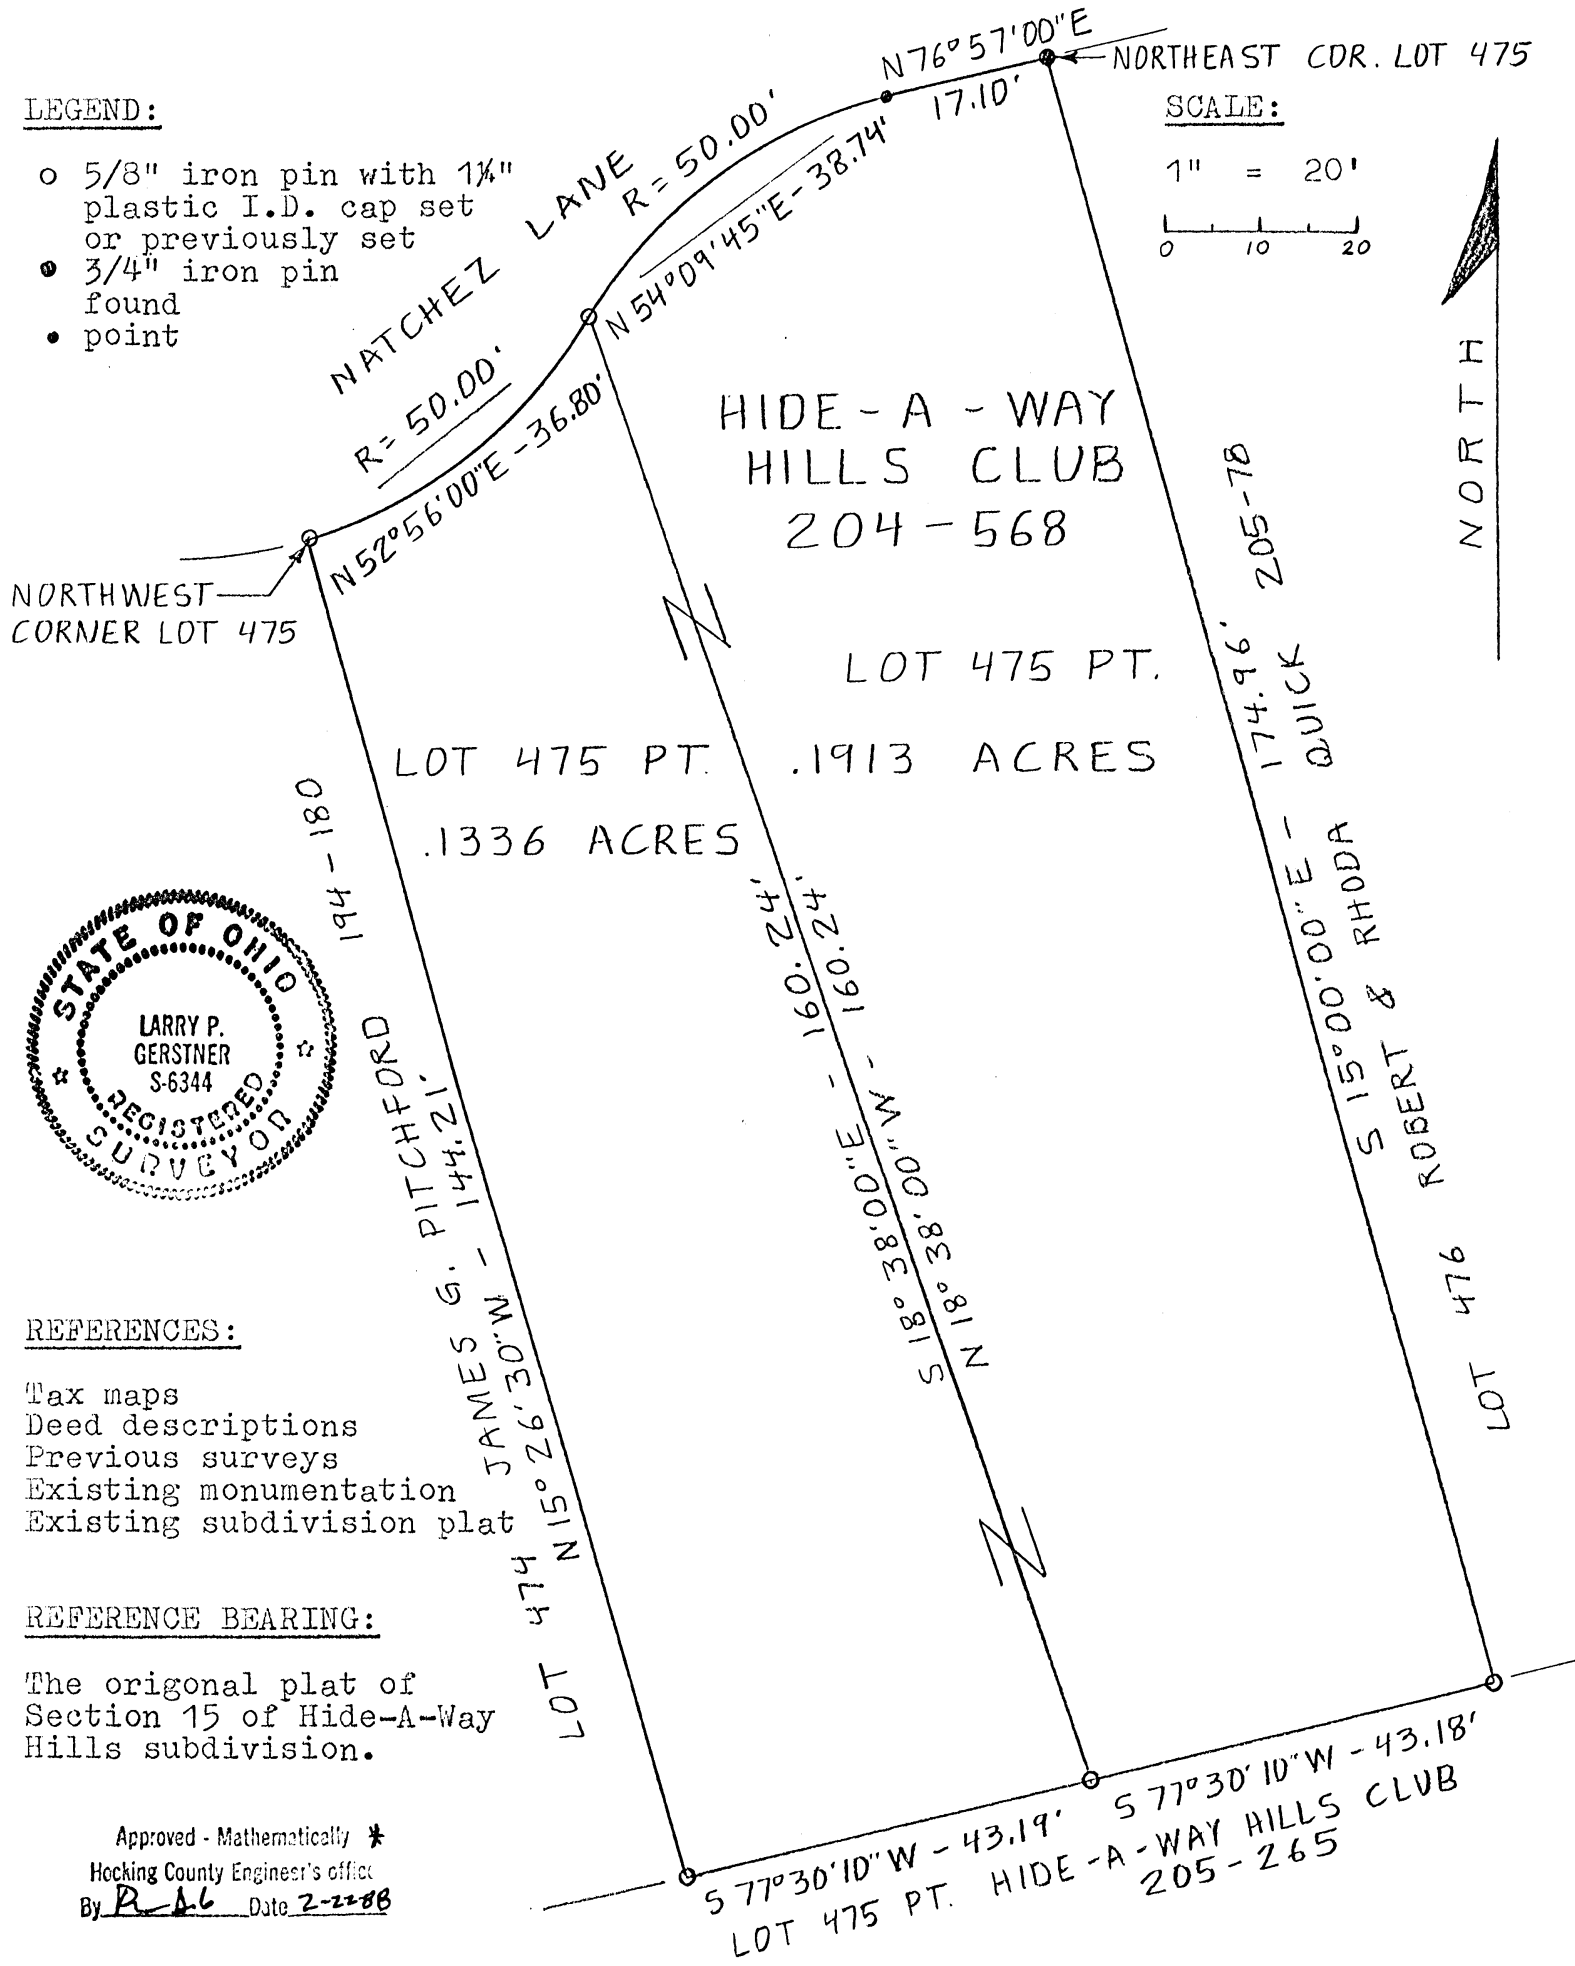 N 76° 57' 00" E
17.10'
NORTHEAST COR. LOT 475
LEGEND:
5/8" iron pin with 1¼"
plastic I.D. cap set
or previously set
3/4" iron pin
found
point
SCALE:
1" = 20'
0 10 20
NORTH
NATCHEZ LANE
R = 50.00'
N 54° 09' 45" E - 38.74'
R = 50.00'
N 52° 56' 00" E - 36.80'
NORTHWEST
CORNER LOT 475
HIDE - A - WAY
HILLS CLUB
204 - 568
LOT 475 PT.
.1913 ACRES
LOT 475 PT.
.1336 ACRES
S 18° 38' 00" E - 160.24'
N 18° 38' 00" W - 160.24'
S 15° 00' 00" E - 174.96'
LOT 476 ROBERT & RHODA QUICK 205-78
LOT 474 JAMES G. PITCHFORD 194 - 180
N 15° 26' 30" W - 144.21'
STATE OF OHIO
LARRY P.
GERSTNER
S-6344
REGISTERED
SURVEYOR
REFERENCES:
Tax maps
Deed descriptions
Previous surveys
Existing monumentation
Existing subdivision plat
REFERENCE BEARING:
The origonal plat of
Section 15 of Hide-A-Way
Hills subdivision.
Approved - Mathematically *
Hocking County Engineer's office
By Date 2-22-88
S 77° 30' 10" W - 43.19'
S 77° 30' 10" W - 43.18'
LOT 475 PT. HIDE - A - WAY HILLS CLUB
205 - 265